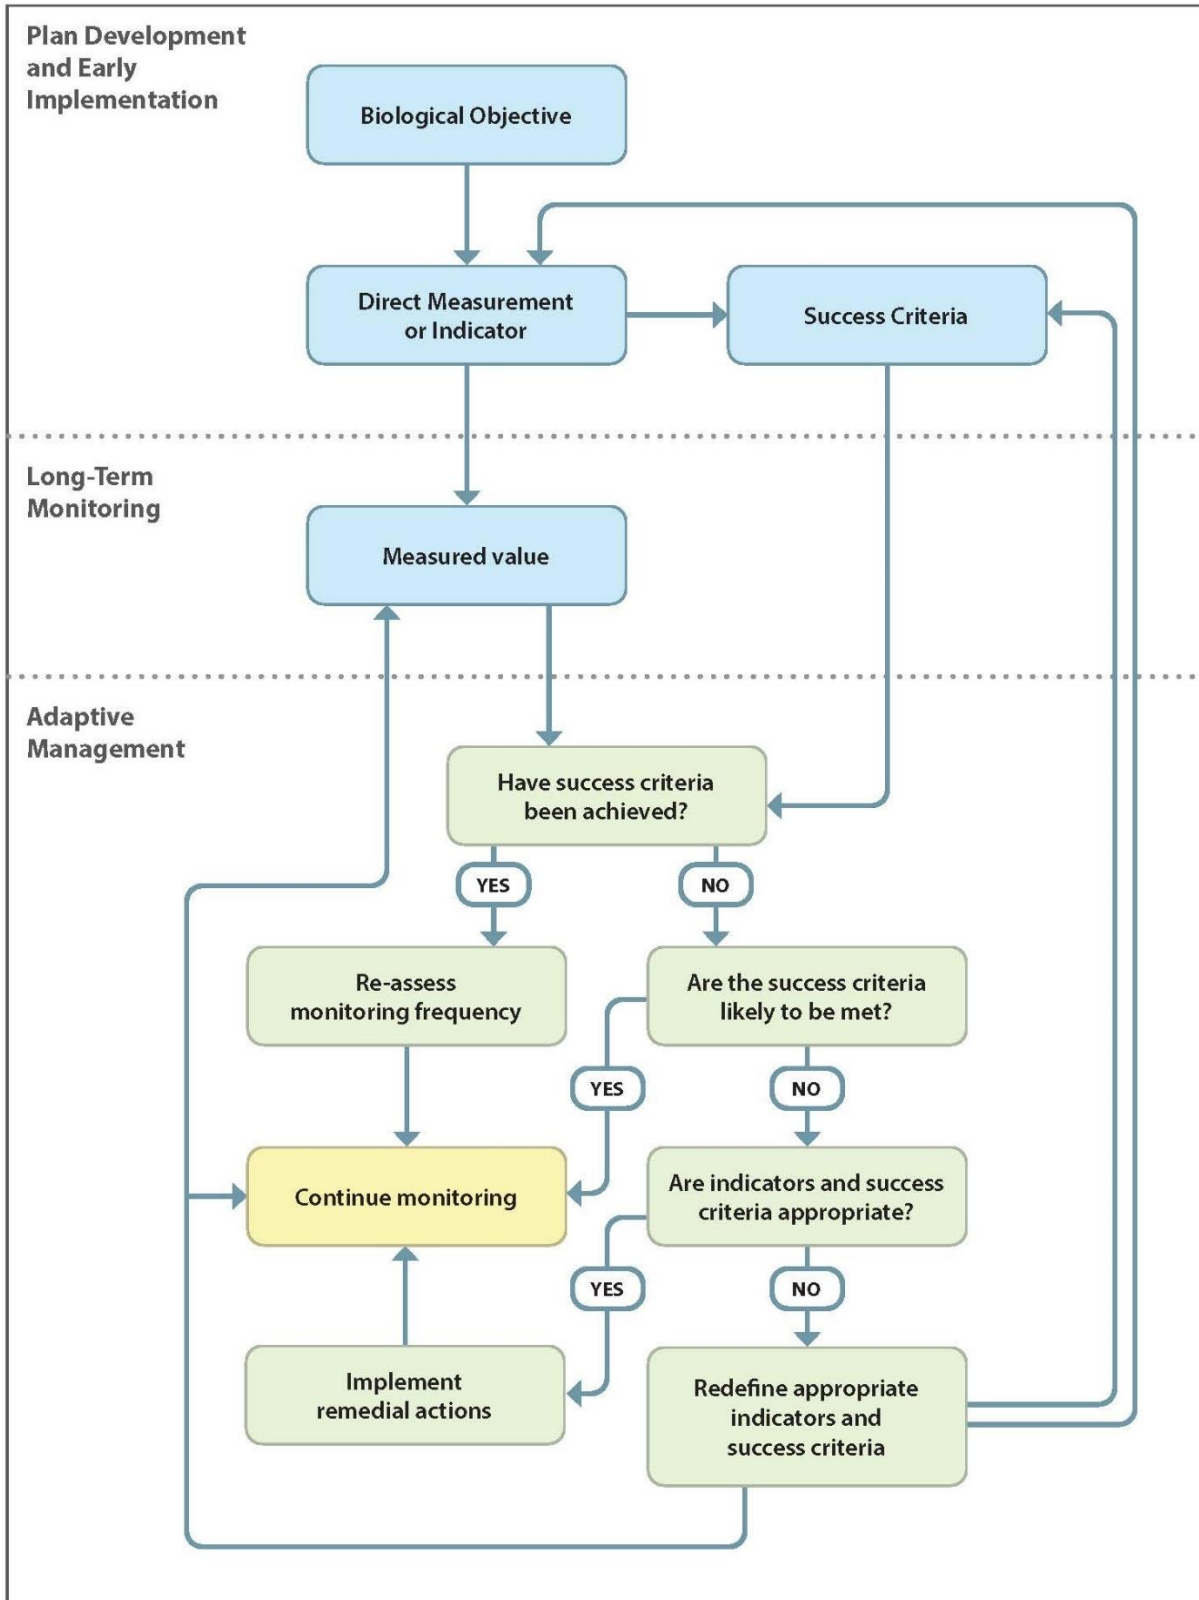 Plan Development
and Early
Implementation
Biological Objective
Direct Measurement
or Indicator
Success Criteria
Long-Term
Monitoring
Measured value
Adaptive
Management
Have success criteria
been achieved?
YES
NO
Re-assess
monitoring frequency
Are the success criteria
likely to be met?
YES
NO
Continue monitoring
Are indicators and success
criteria appropriate?
YES
NO
Implement
remedial actions
Redefine appropriate
indicators and
success criteria